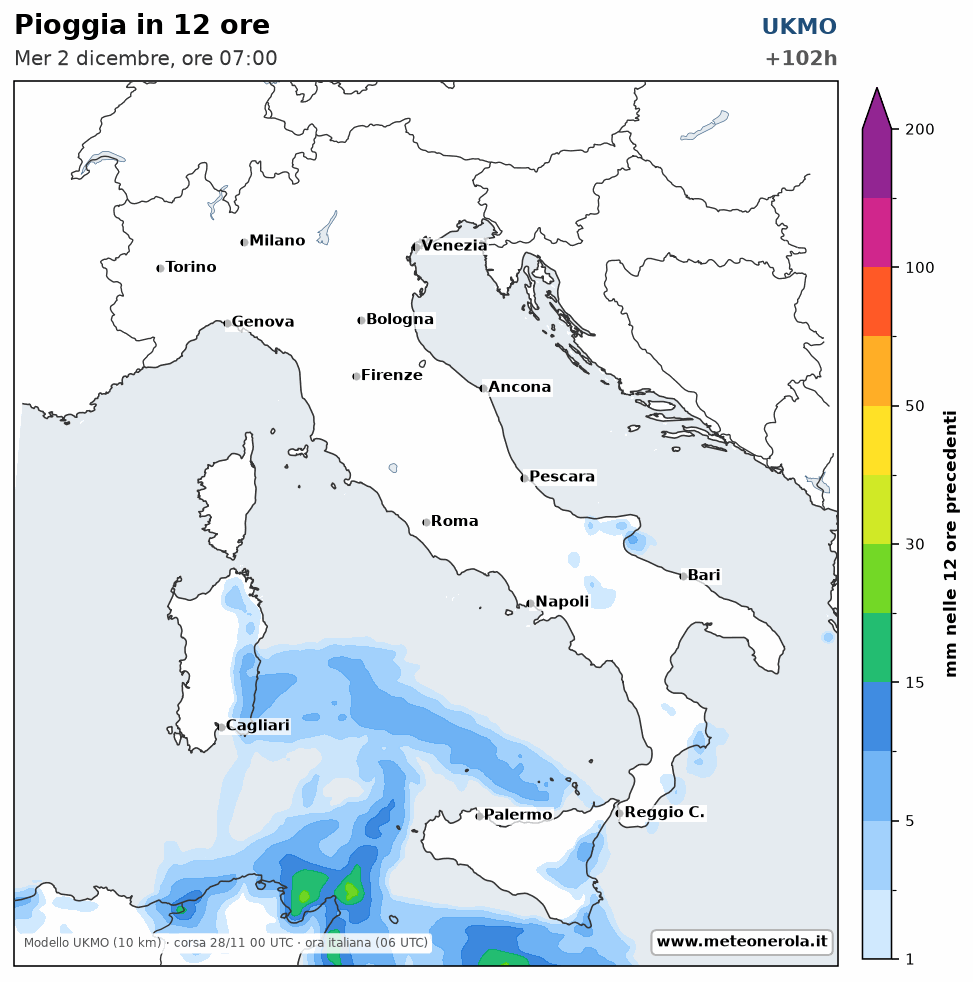 Pioggia in 12 ore
UKMO
Mer 2 dicembre, ore 07:00
+102h
200
Milano
Venezia
Torino
100
Genova
Bologna
Firenze
Ancona
50
Pescara
Roma
30
Bari
Napoli
mm nelle 12 ore precedenti
15
Cagliari
Palermo
Reggio C.
5
Modello UKMO (10 km) · corsa 28/11 00 UTC · ora italiana (06 UTC)
www.meteonerola.it
1